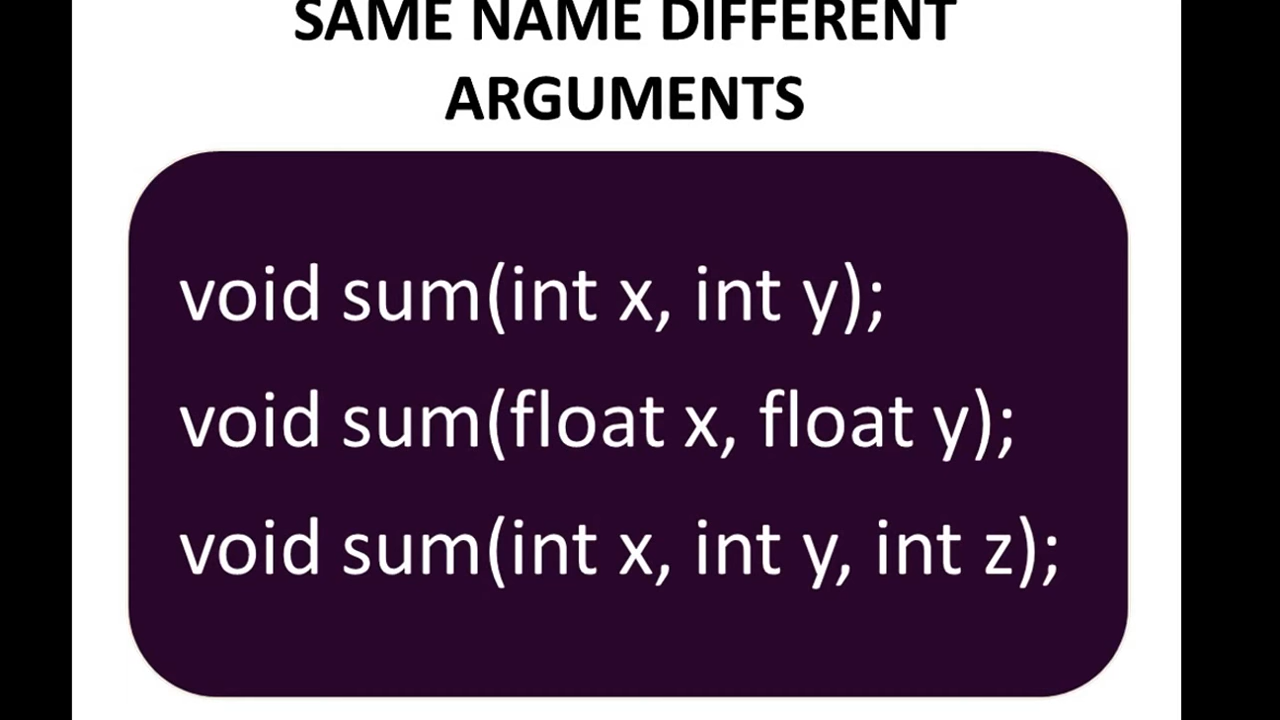 SAME NAME DIFFERENT
ARGUMENTS
void sum(int x, int y);
void sum(float x, float y);
void sum(int x, int y, int z);